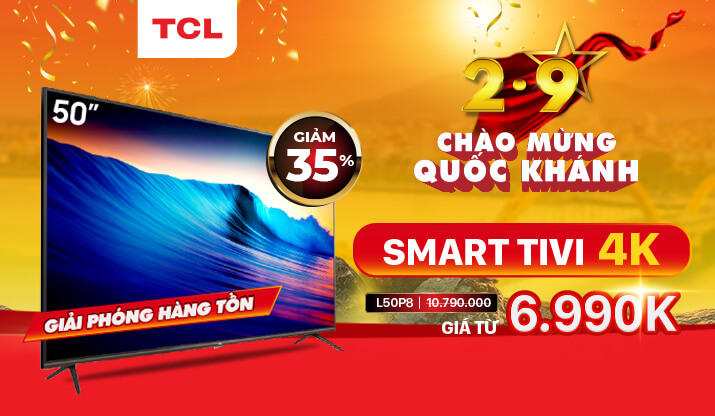 TCL
50"
GIẢM
35%
GIẢI PHÓNG HÀNG TỒN
2·9
CHÀO MỪNG
QUỐC KHÁNH
SMART TIVI 4K
L50P8 | 10.790.000
GIÁ TỪ 6.990K